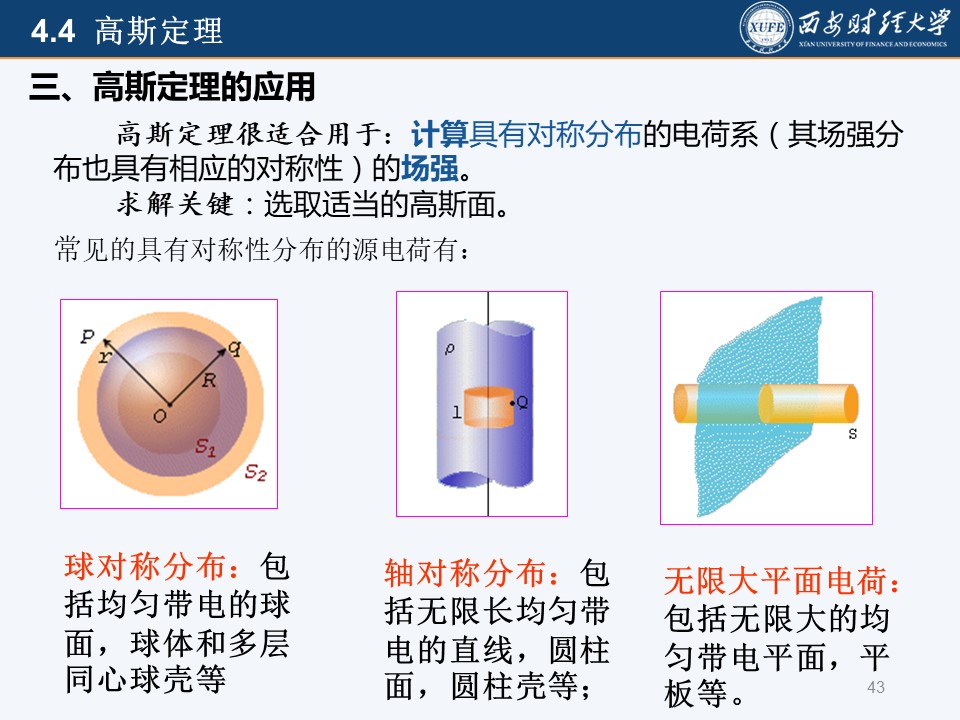 4.4 高斯定理
XUFE
西安财经大学
XI'AN UNIVERSITY OF FINANCE AND ECONOMICS
三、高斯定理的应用
高斯定理很适合用于：计算具有对称分布的电荷系（其场强分
布也具有相应的对称性）的场强。
求解关键：选取适当的高斯面。
常见的具有对称性分布的源电荷有：
P
r
q
R
O
S1
S2
ρ
l
Q
s
球对称分布：包
括均匀带电的球
面，球体和多层
同心球壳等
轴对称分布：包
括无限长均匀带
电的直线，圆柱
面，圆柱壳等；
无限大平面电荷：
包括无限大的均
匀带电平面，平
板等。
43